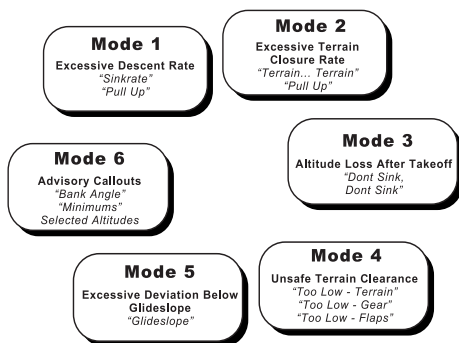 Mode 1
Excessive Descent Rate
“Sinkrate”
“Pull Up”
Mode 2
Excessive Terrain
Closure Rate
“Terrain... Terrain”
“Pull Up”
Mode 3
Altitude Loss After Takeoff
“Dont Sink,
Dont Sink”
Mode 4
Unsafe Terrain Clearance
“Too Low - Terrain”
“Too Low - Gear”
“Too Low - Flaps”
Mode 5
Excessive Deviation Below
Glideslope
“Glideslope”
Mode 6
Advisory Callouts
“Bank Angle”
“Minimums”
Selected Altitudes